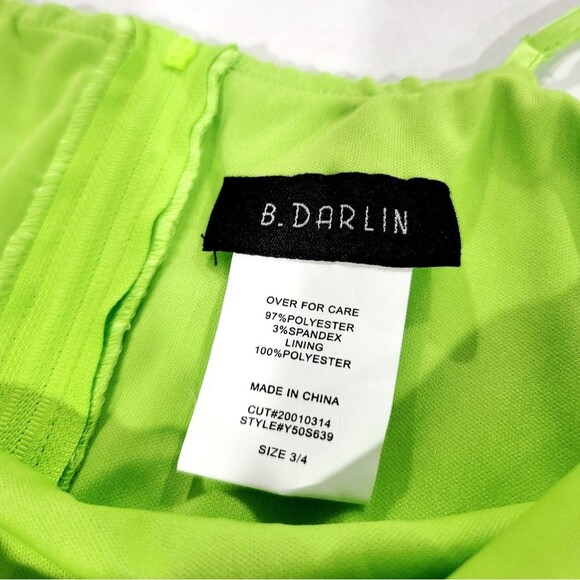 B. DARLIN
OVER FOR CARE
97%POLYESTER
3%SPANDEX
LINING
100%POLYESTER
MADE IN CHINA
CUT#20010314
STYLE#Y50S639
SIZE 3/4